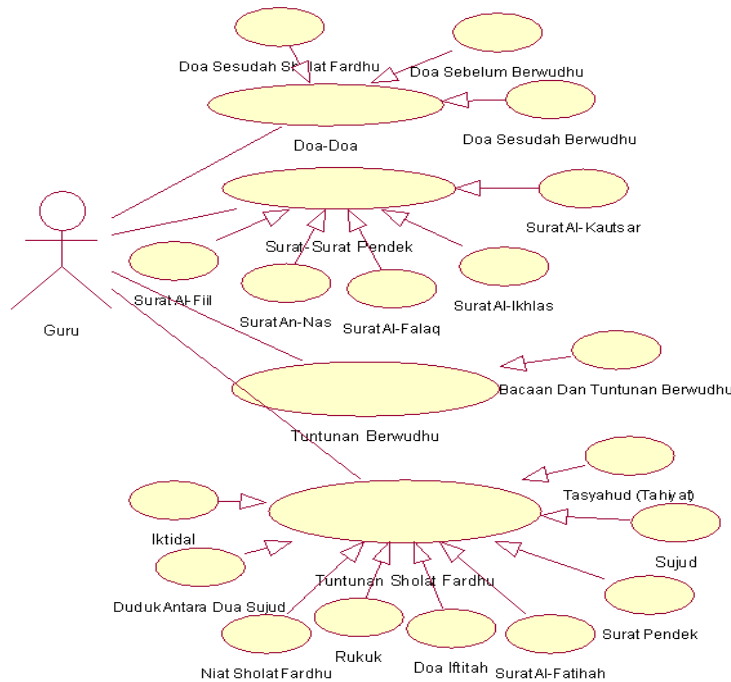 Doa Sesudah Sholat Fardhu
Doa Sebelum Berwudhu
Doa Sesudah Berwudhu
Doa-Doa
Surat Al-Kautsar
Surat-Surat Pendek
Surat Al-Fiil
Surat An-Nas
Surat Al-Falaq
Surat Al-Ikhlas
Guru
Bacaan Dan Tuntunan Berwudhu
Tuntunan Berwudhu
Tasyahud (Tahiyat)
Iktidal
Sujud
Tuntunan Sholat Fardhu
Duduk Antara Dua Sujud
Surat Pendek
Niat Sholat Fardhu
Rukuk
Doa Iftitah
Surat Al-Fatihah